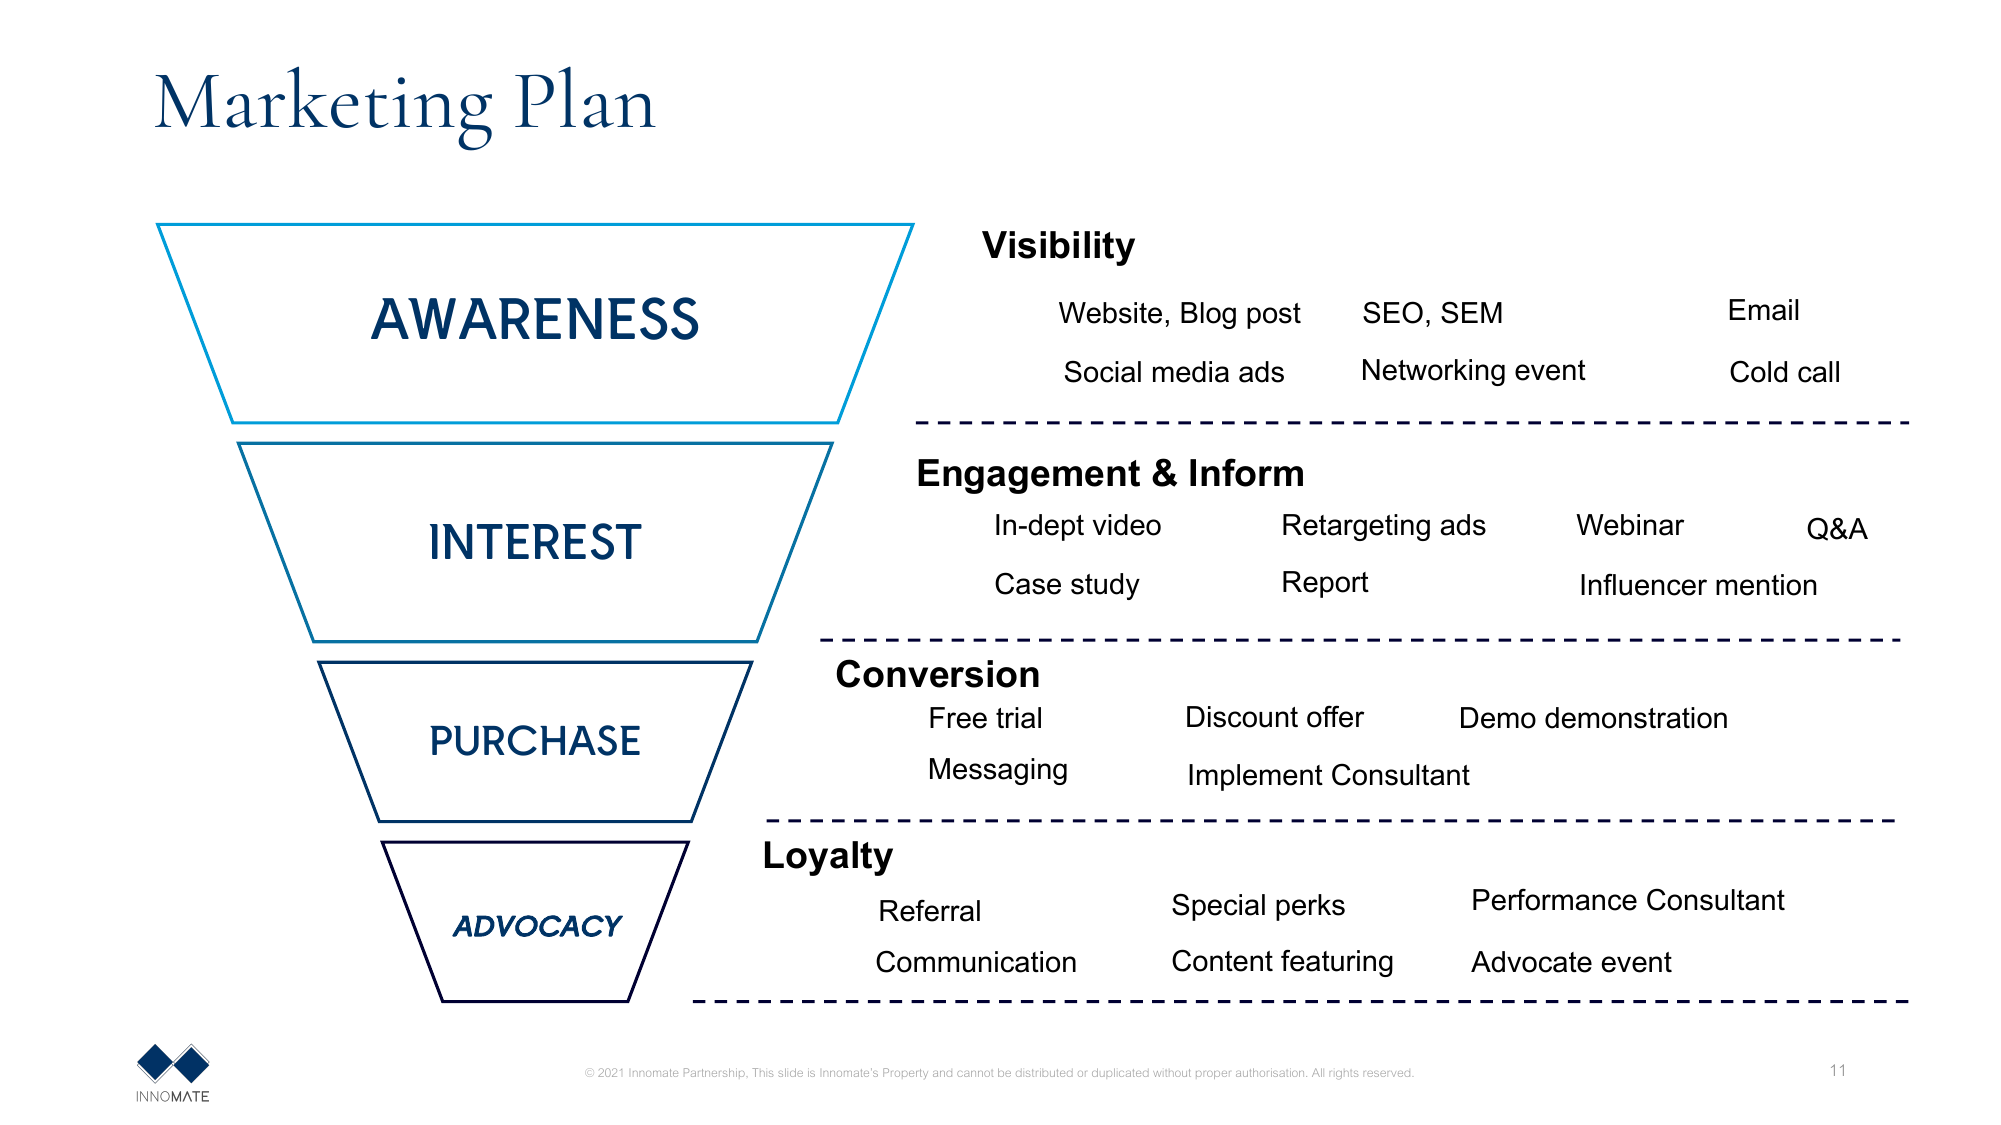 Marketing Plan
AWARENESS
Visibility
Website, Blog post SEO, SEM Email
Social media ads Networking event Cold call
INTEREST
Engagement & Inform
In-dept video Retargeting ads Webinar Q&A
Case study Report Influencer mention
PURCHASE
Conversion
Free trial Discount offer Demo demonstration
Messaging Implement Consultant
ADVOCACY
Loyalty
Referral Special perks Performance Consultant
Communication Content featuring Advocate event
INNOMATE
© 2021 Innomate Partnership, This slide is Innomate's Property and cannot be distributed or duplicated without proper authorisation. All rights reserved.
11